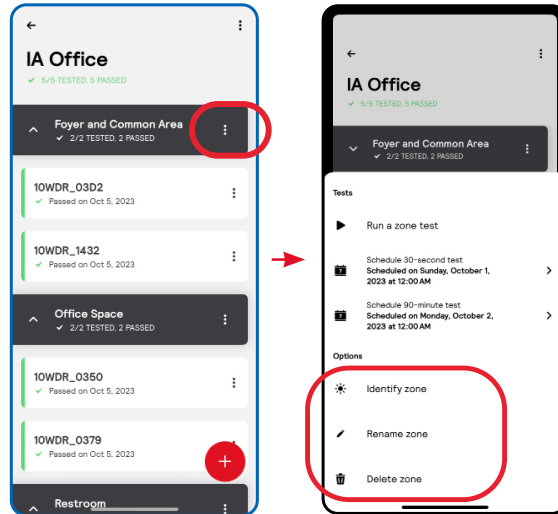 IA Office
5/5 TESTED, 5 PASSED
Foyer and Common Area
2/2 TESTED, 2 PASSED
10WDR_03D2
Passed on Oct 5, 2023
10WDR_1432
Passed on Oct 5, 2023
Office Space
2/2 TESTED, 2 PASSED
10WDR_0350
Passed on Oct 5, 2023
10WDR_0379
Passed on Oct 5, 2023
Restroom
IA Office
5/5 TESTED, 5 PASSED
Foyer and Common Area
2/2 TESTED, 2 PASSED
Tests
Run a zone test
Schedule 30-second test
Scheduled on Sunday, October 1,
2023 at 12:00 AM
Schedule 90-minute test
Scheduled on Monday, October 2,
2023 at 12:00 AM
Options
Identify zone
Rename zone
Delete zone